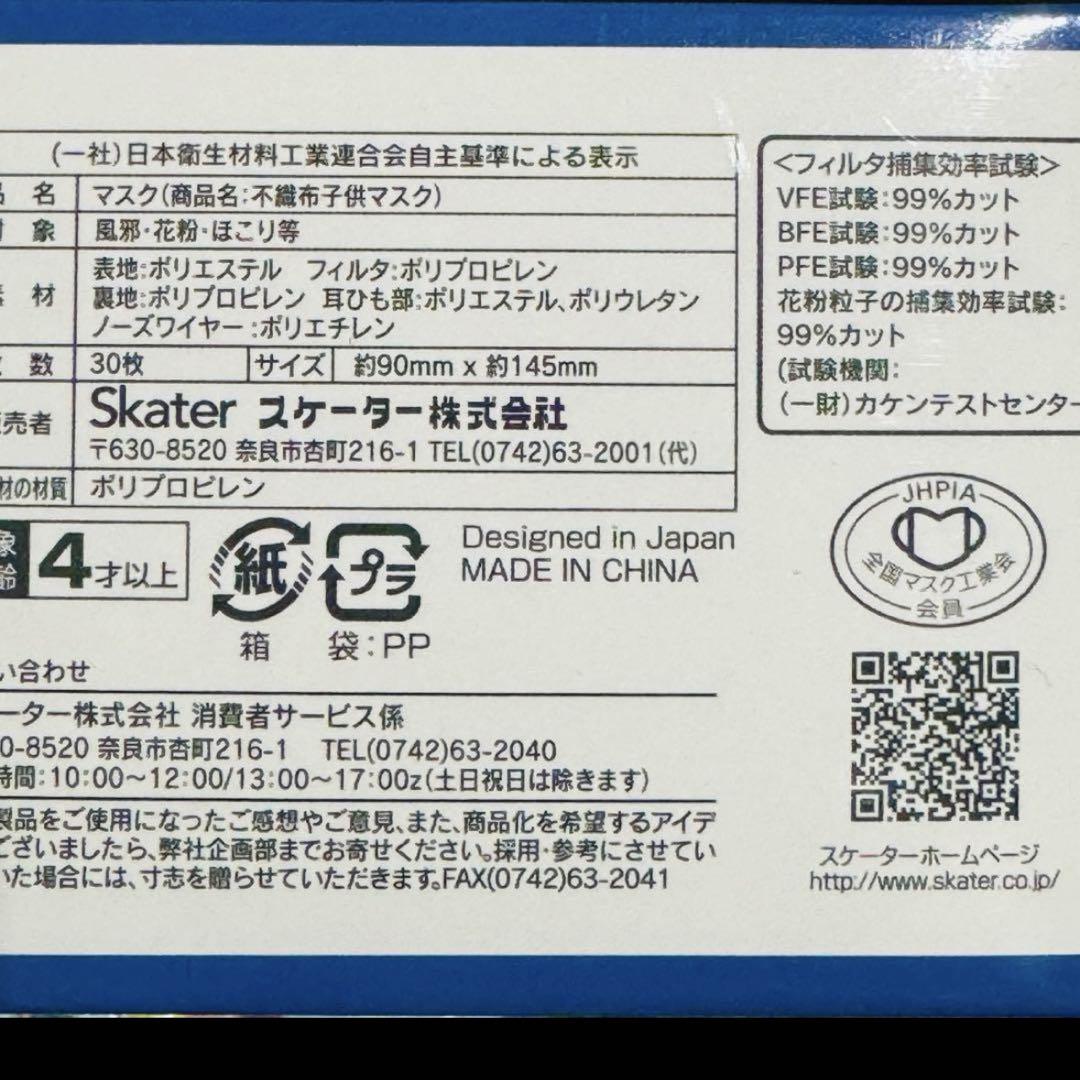 (一社)日本衛生材料工業連合会自主基準による表示
名 マスク(商品名:不織布子供マスク)
象 風邪・花粉・ほこり等
材 表地:ポリエステル フィルタ:ポリプロピレン
裏地:ポリプロピレン 耳ひも部:ポリエステル、ポリウレタン
ノーズワイヤー:ポリエチレン
数 30枚 サイズ 約90mm x 約145mm
売者 Skater スケーター株式会社
〒630-8520 奈良市杏町216-1 TEL(0742)63-2001(代)
材の材質 ポリプロピレン
<フィルタ捕集効率試験>
VFE試験:99%カット
BFE試験:99%カット
PFE試験:99%カット
花粉粒子の捕集効率試験:
99%カット
(試験機関:
(一財)カケンテストセンター
象
齢 4才以上
紙
箱
プラ
袋:PP
Designed in Japan
MADE IN CHINA
JHPIA
全国マスク工業会
会員
い合わせ
ーター株式会社 消費者サービス係
0-8520 奈良市杏町216-1 TEL(0742)63-2040
時間:10:00〜12:00/13:00〜17:00z(土日祝日は除きます)
製品をご使用になったご感想やご意見、また、商品化を希望するアイデ
ございましたら、弊社企画部までお寄せください。採用・参考にさせてい
いた場合には、寸志を贈らせていただきます。FAX(0742)63-2041
スケーターホームページ
http://www.skater.co.jp/